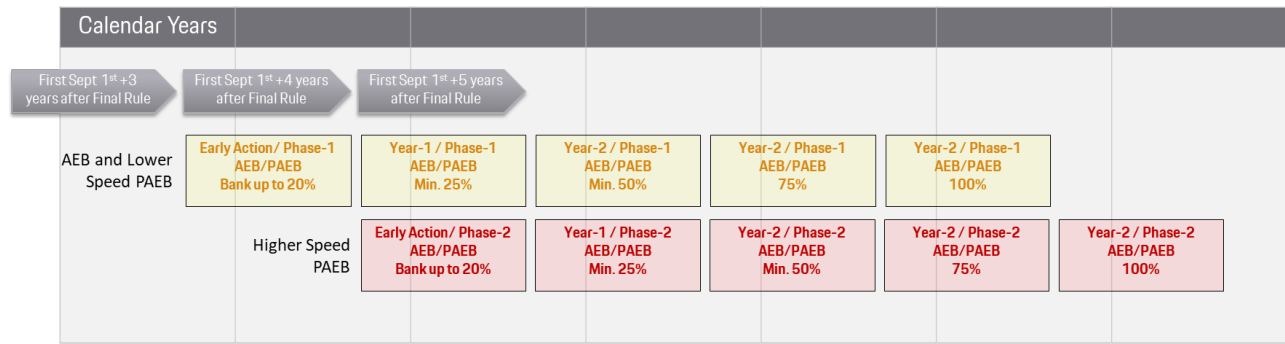 Calendar Years
First Sept 1st +3
years after Final Rule
First Sept 1st +4 years
after Final Rule
First Sept 1st +5 years
after Final Rule
AEB and Lower
Speed PAEB
Early Action/ Phase-1
AEB/PAEB
Bank up to 20%
Year-1 / Phase-1
AEB/PAEB
Min. 25%
Year-2 / Phase-1
AEB/PAEB
Min. 50%
Year-2 / Phase-1
AEB/PAEB
75%
Year-2 / Phase-1
AEB/PAEB
100%
Higher Speed
PAEB
Early Action/ Phase-2
AEB/PAEB
Bank up to 20%
Year-1 / Phase-2
AEB/PAEB
Min. 25%
Year-2 / Phase-2
AEB/PAEB
Min. 50%
Year-2 / Phase-2
AEB/PAEB
75%
Year-2 / Phase-2
AEB/PAEB
100%